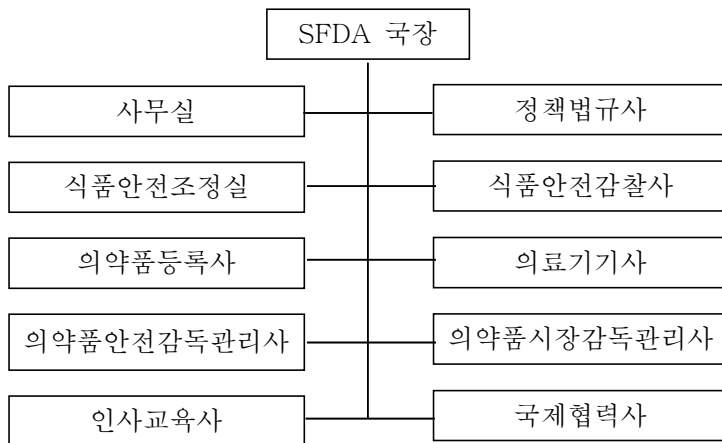 SFDA 국장
사무실
정책법규사
식품안전조정실
식품안전감찰사
의약품등록사
의료기기사
의약품안전감독관리사
의약품시장감독관리사
인사교육사
국제협력사